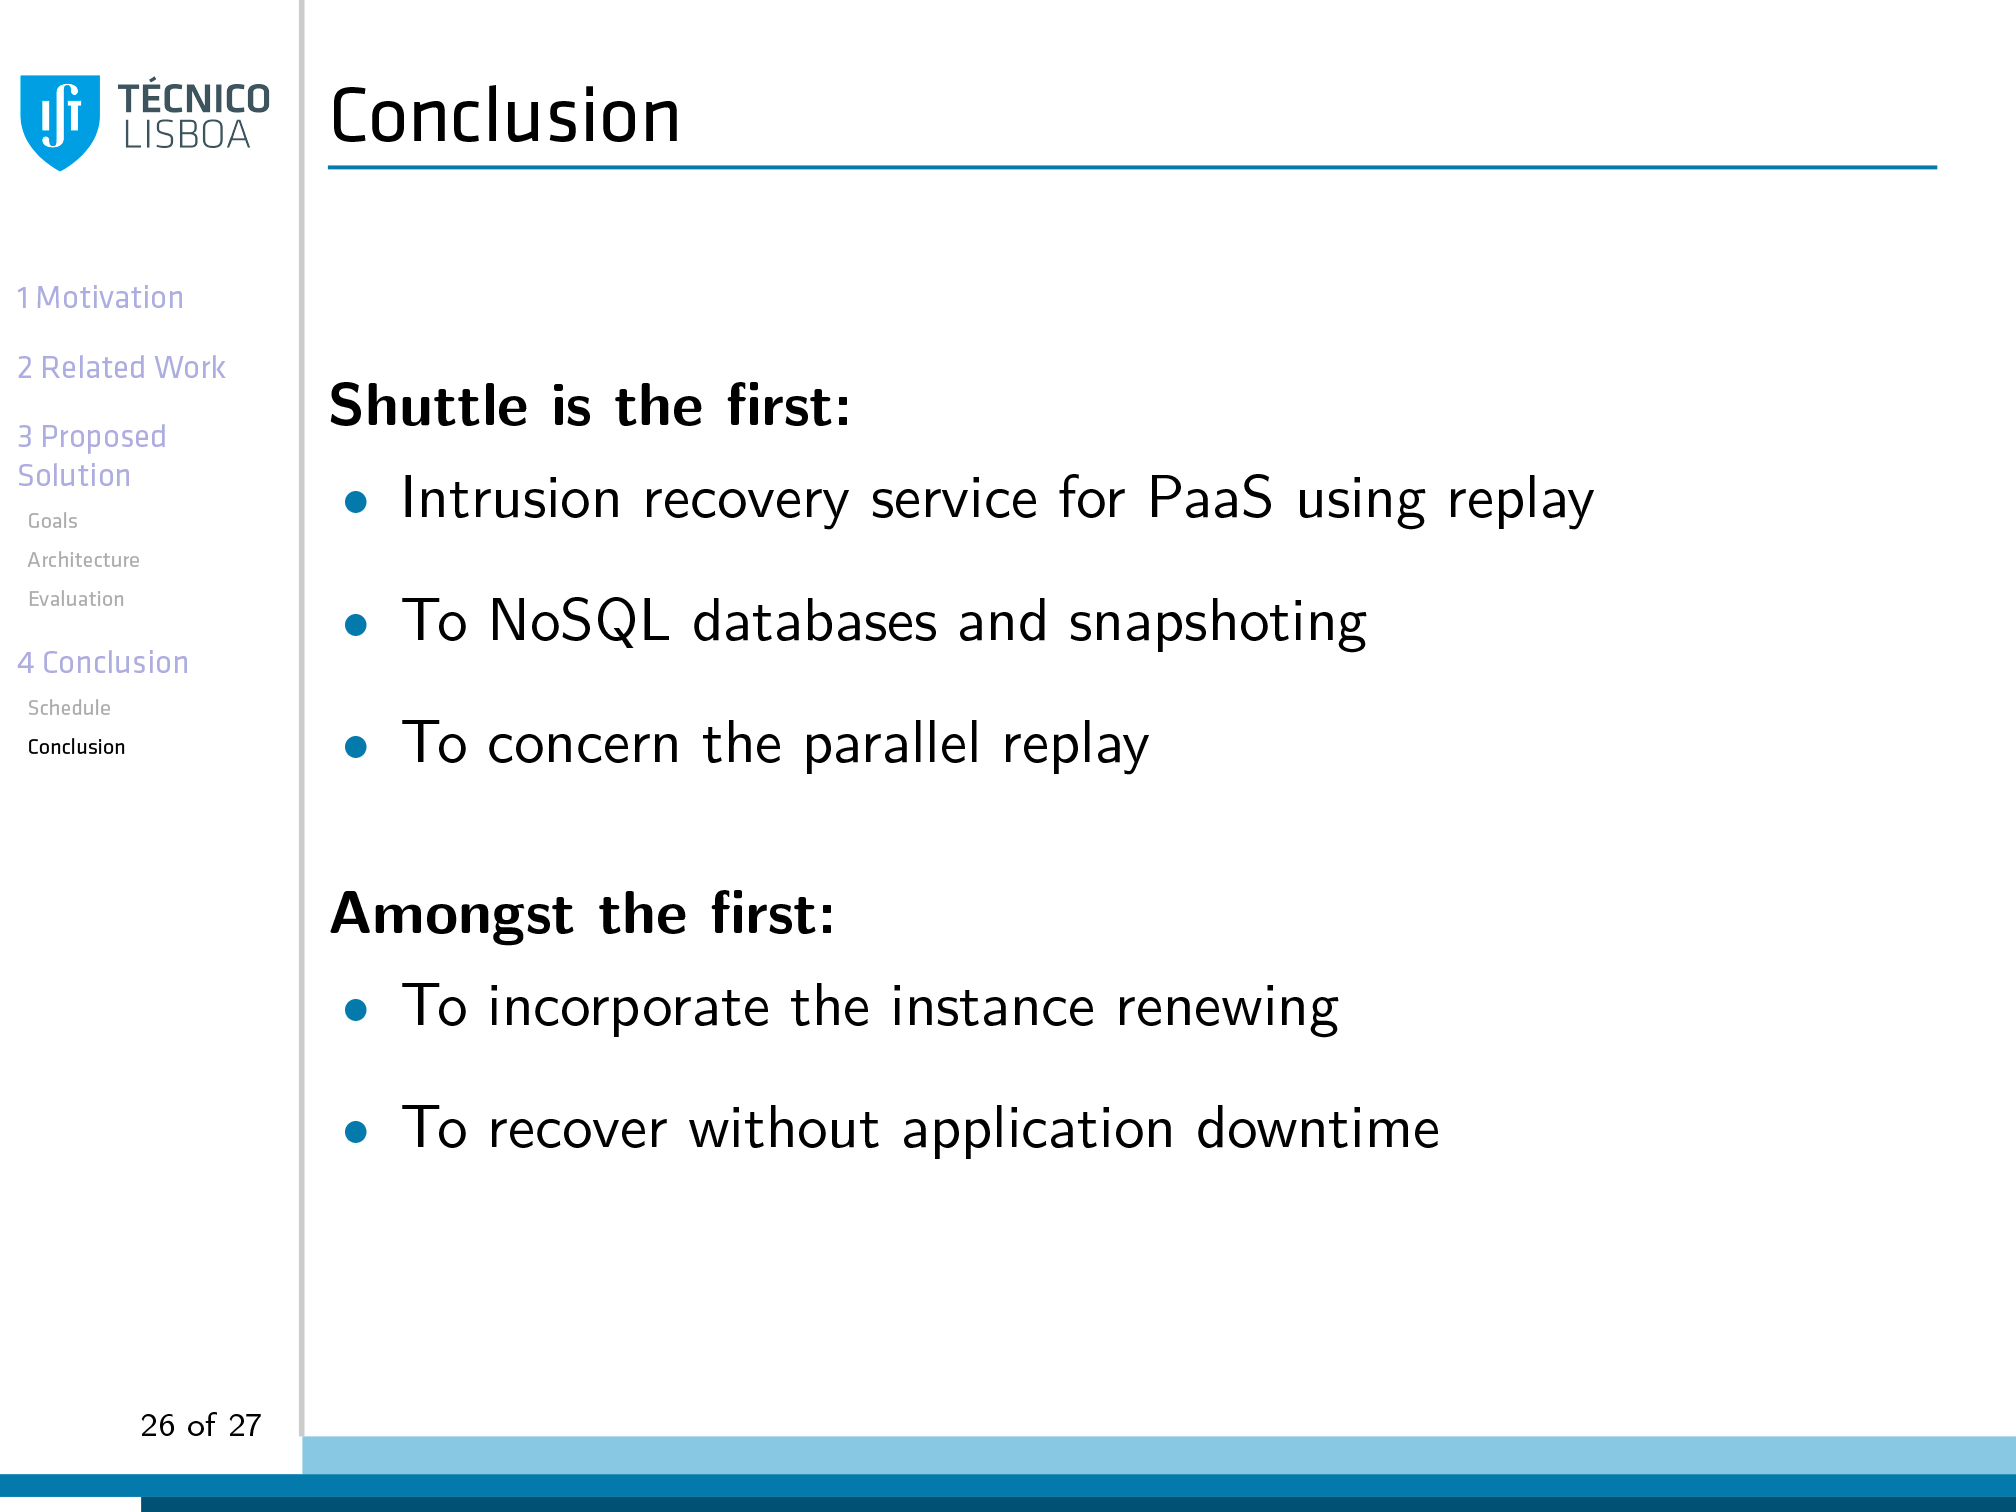 TÉCNICO
LISBOA
Conclusion
1 Motivation
2 Related Work
3 Proposed
Solution
Goals
Architecture
Evaluation
4 Conclusion
Schedule
Conclusion
Shuttle is the first:
• Intrusion recovery service for PaaS using replay
• To NoSQL databases and snapshoting
• To concern the parallel replay
Amongst the first:
• To incorporate the instance renewing
• To recover without application downtime
26 of 27